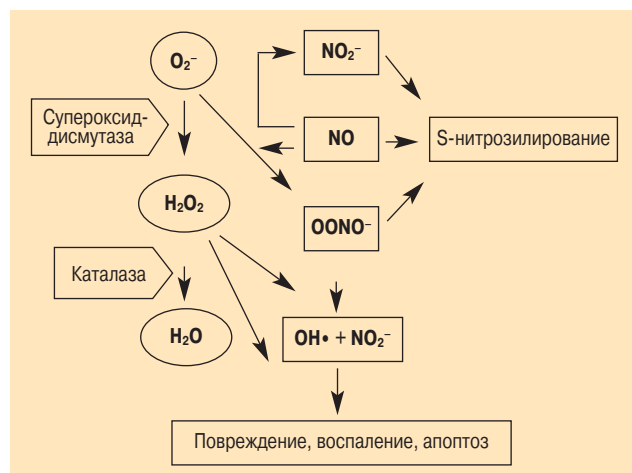 O₂⁻
NO₂⁻
Супероксид-
дисмутаза
NO
S-нитрозилирование
H₂O₂
OONO⁻
Каталаза
H₂O
OH• + NO₂⁻
Повреждение, воспаление, апоптоз